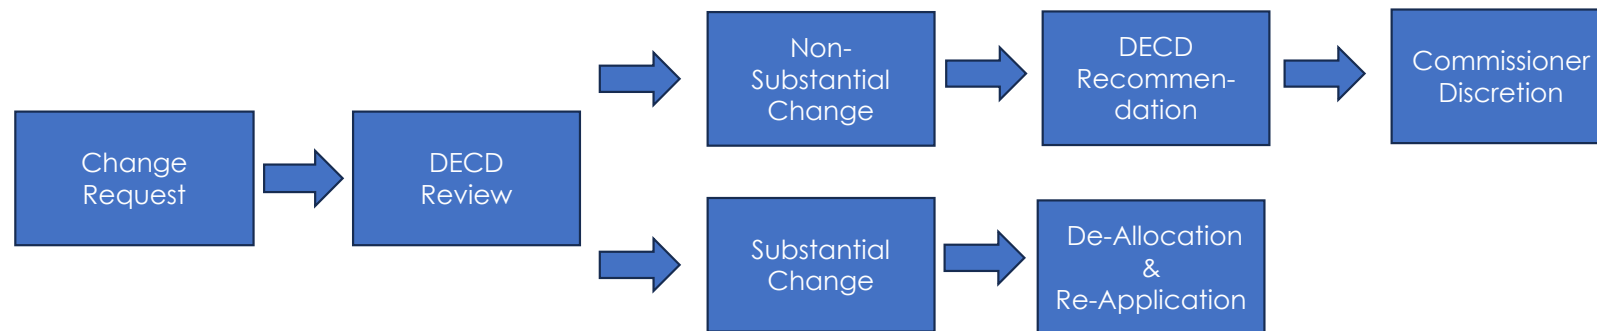 Change
Request
DECD
Review
Non-
Substantial
Change
DECD
Recommen-
dation
Commissioner
Discretion
Substantial
Change
De-Allocation
&
Re-Application